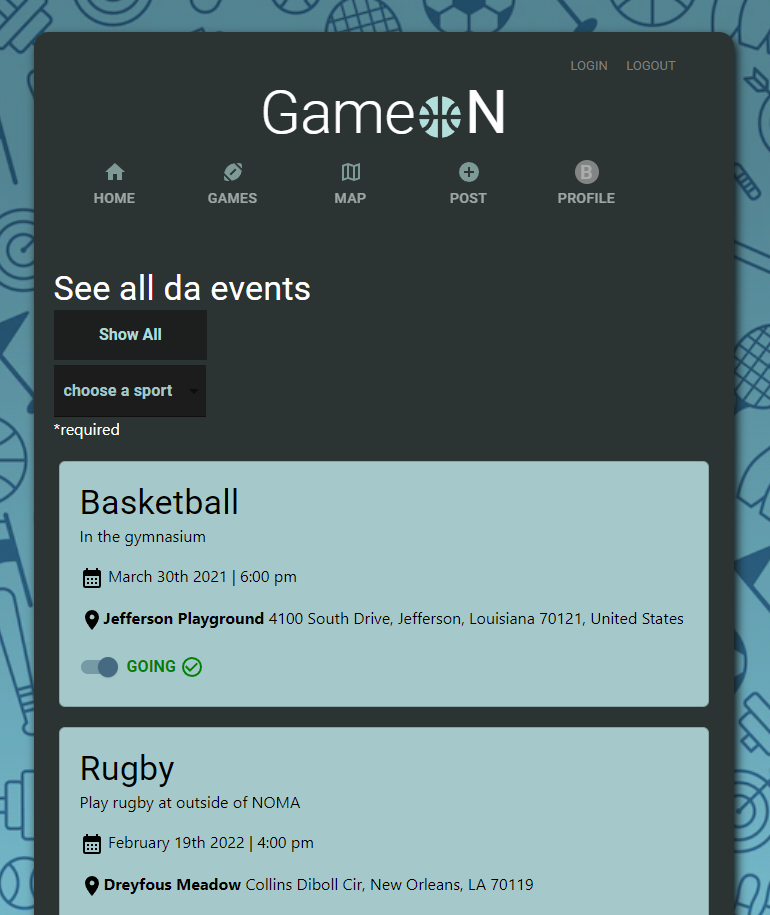 LOGIN LOGOUT
GameN
HOME GAMES MAP POST B PROFILE
See all da events
Show All
choose a sport
*required
Basketball
In the gymnasium
March 30th 2021 | 6:00 pm
Jefferson Playground 4100 South Drive, Jefferson, Louisiana 70121, United States
GOING
Rugby
Play rugby at outside of NOMA
February 19th 2022 | 4:00 pm
Dreyfous Meadow Collins Diboll Cir, New Orleans, LA 70119